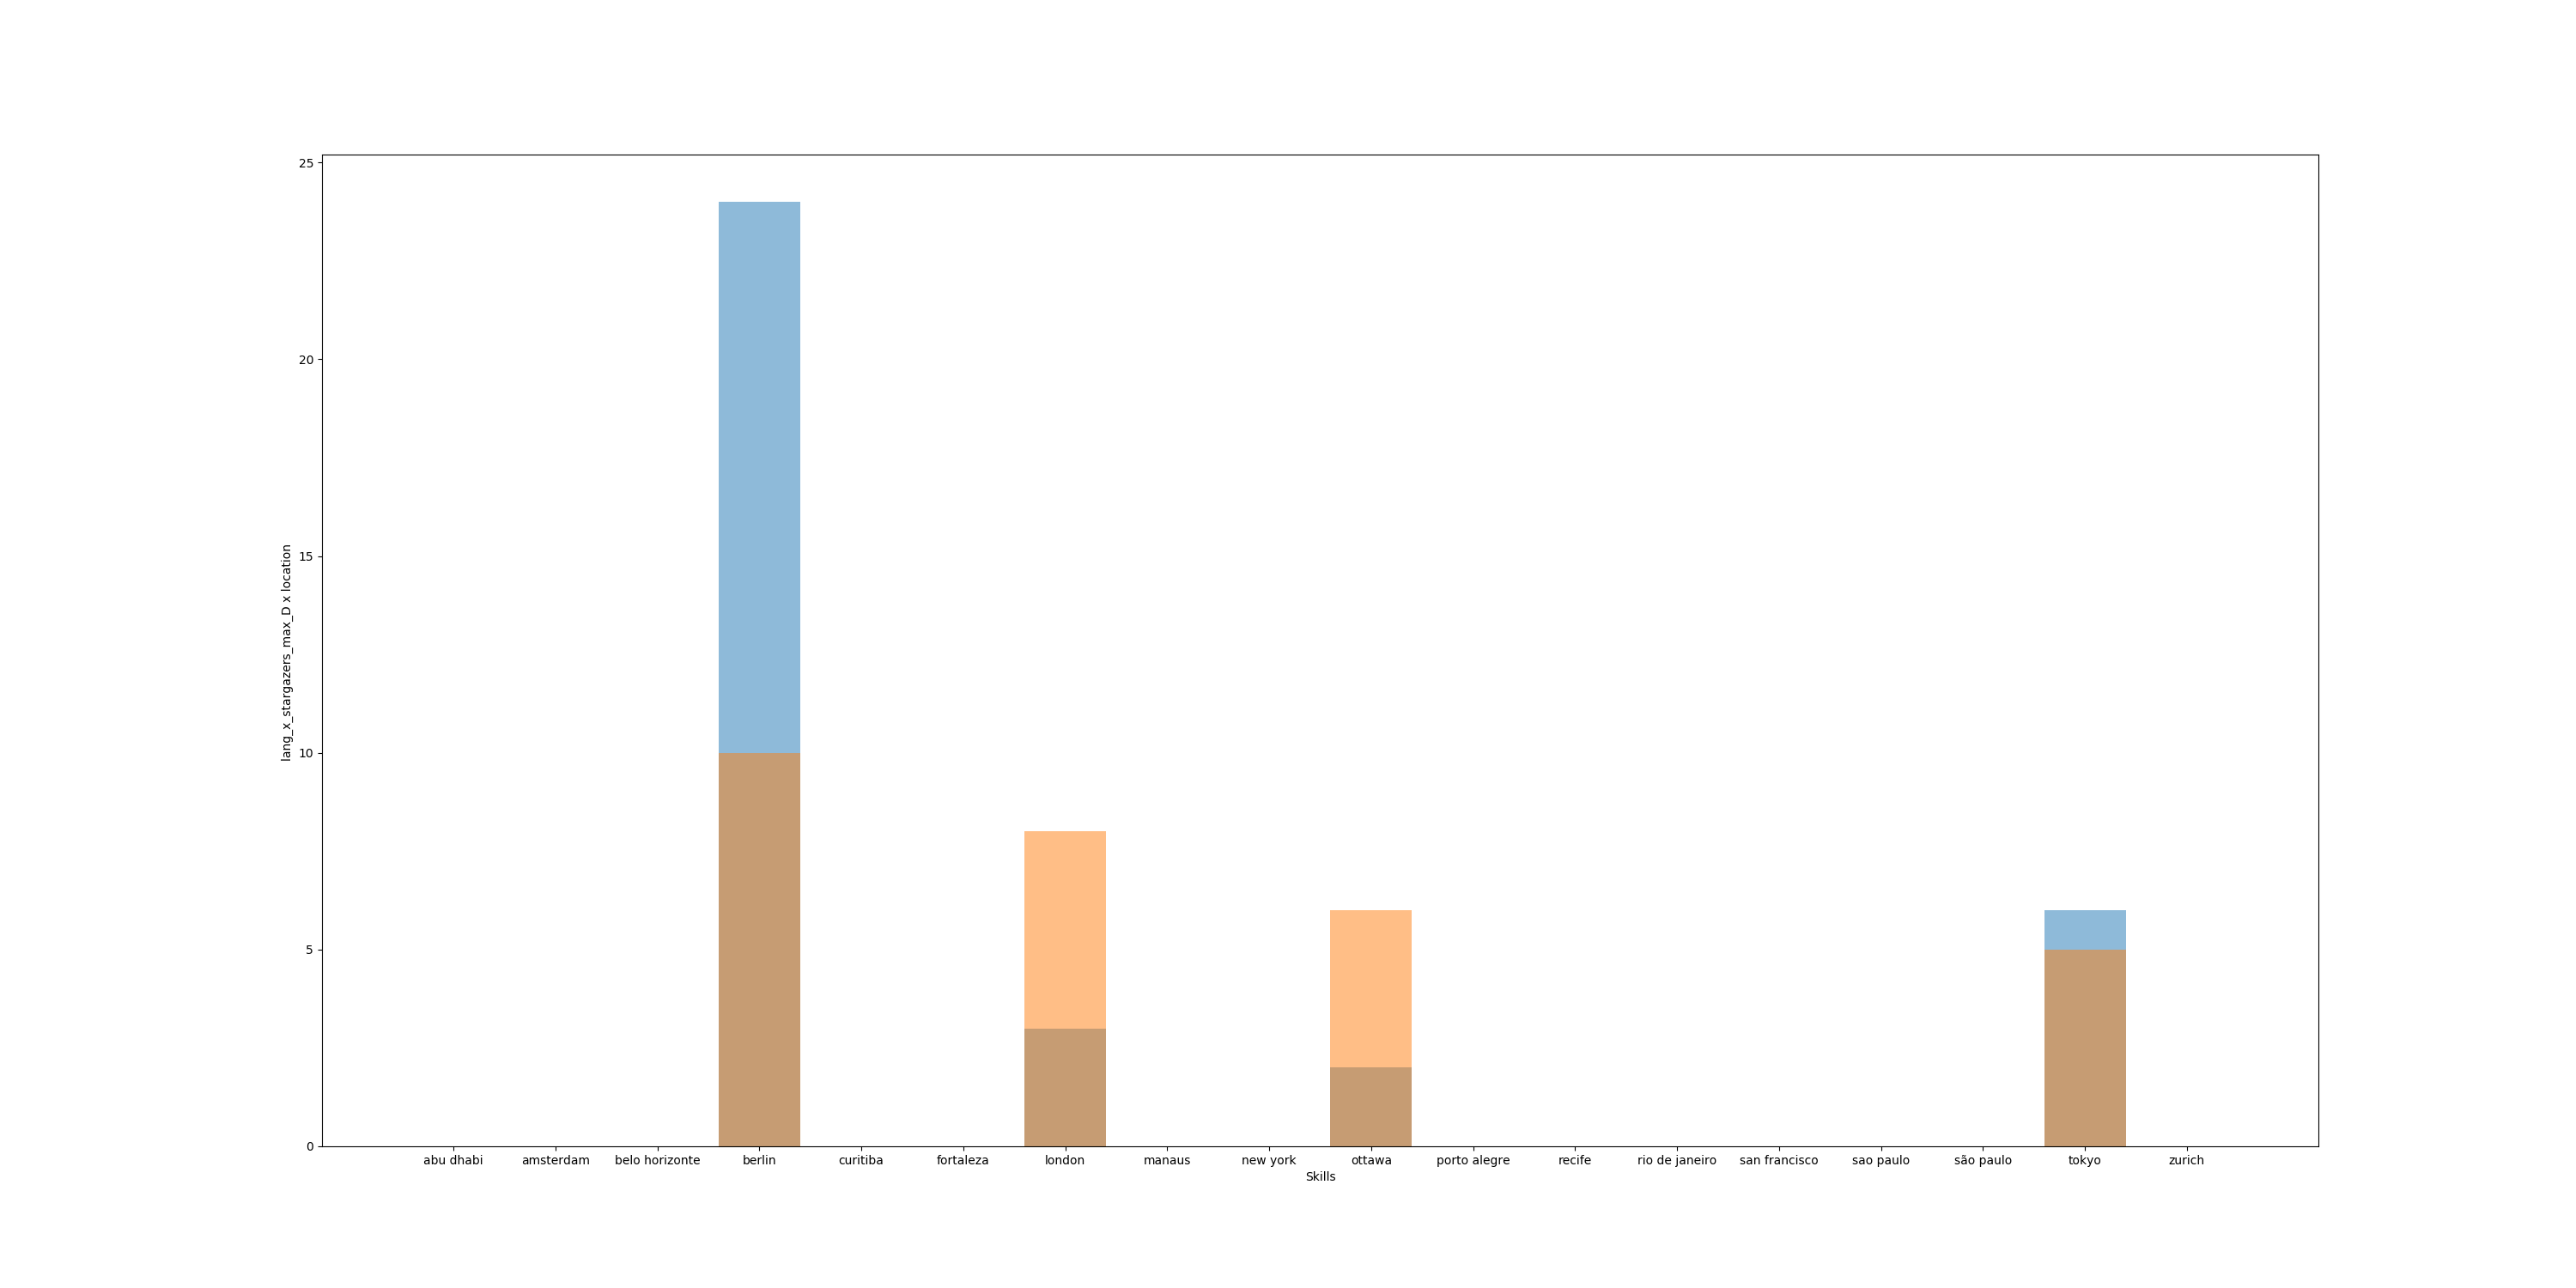 25
20
15
10
5
0
lang_x_stargazers_max_D x location
abu dhabi amsterdam belo horizonte berlin curitiba fortaleza london manaus new york ottawa porto alegre recife rio de janeiro san francisco sao paulo são paulo tokyo zurich
Skills